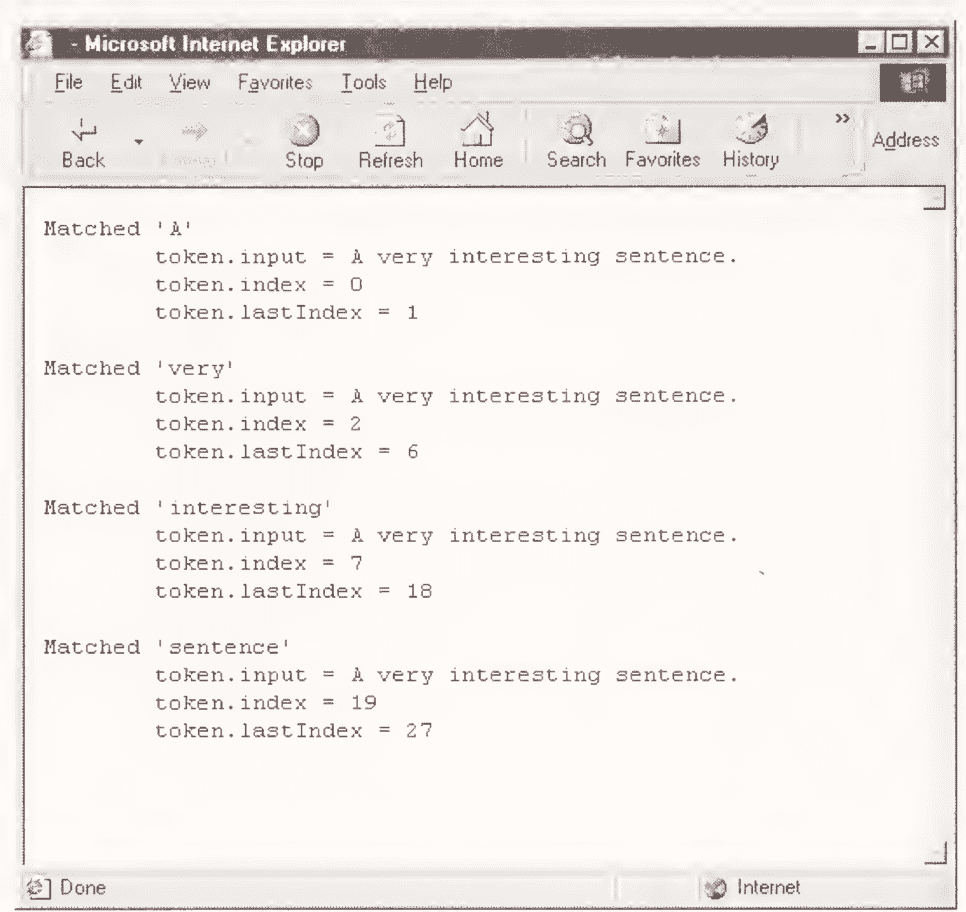 - Microsoft Internet Explorer
File Edit View Favorites Tools Help
Back Stop Refresh Home Search Favorites History » Address
Matched 'A'
token.input = A very interesting sentence.
token.index = 0
token.lastIndex = 1
Matched 'very'
token.input = A very interesting sentence.
token.index = 2
token.lastIndex = 6
Matched 'interesting'
token.input = A very interesting sentence.
token.index = 7
token.lastIndex = 18
Matched 'sentence'
token.input = A very interesting sentence.
token.index = 19
token.lastIndex = 27
Done Internet